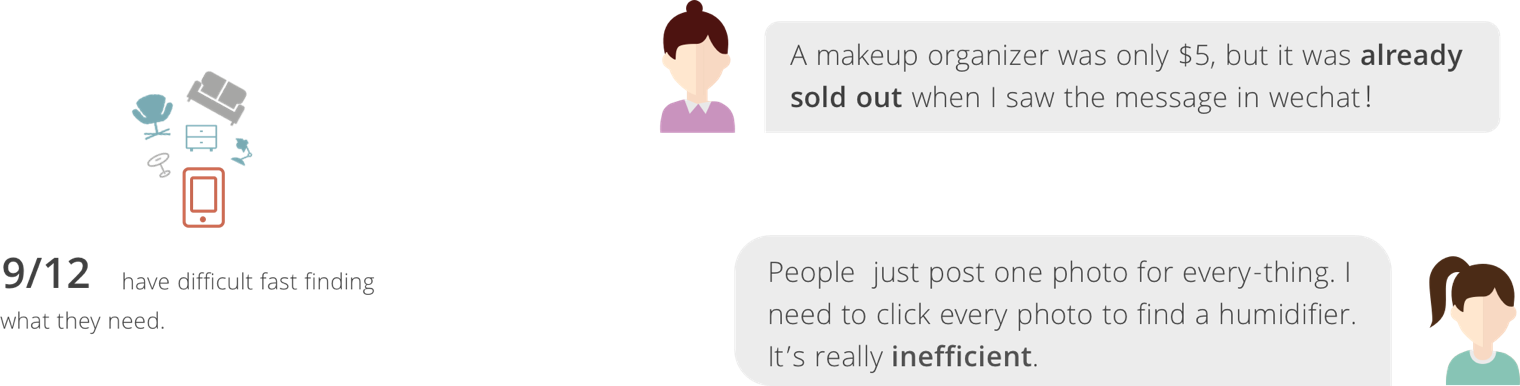 9/12 have difficult fast finding
what they need.
A makeup organizer was only $5, but it was already
sold out when I saw the message in wechat!
People just post one photo for every-thing. I
need to click every photo to find a humidifier.
It's really inefficient.